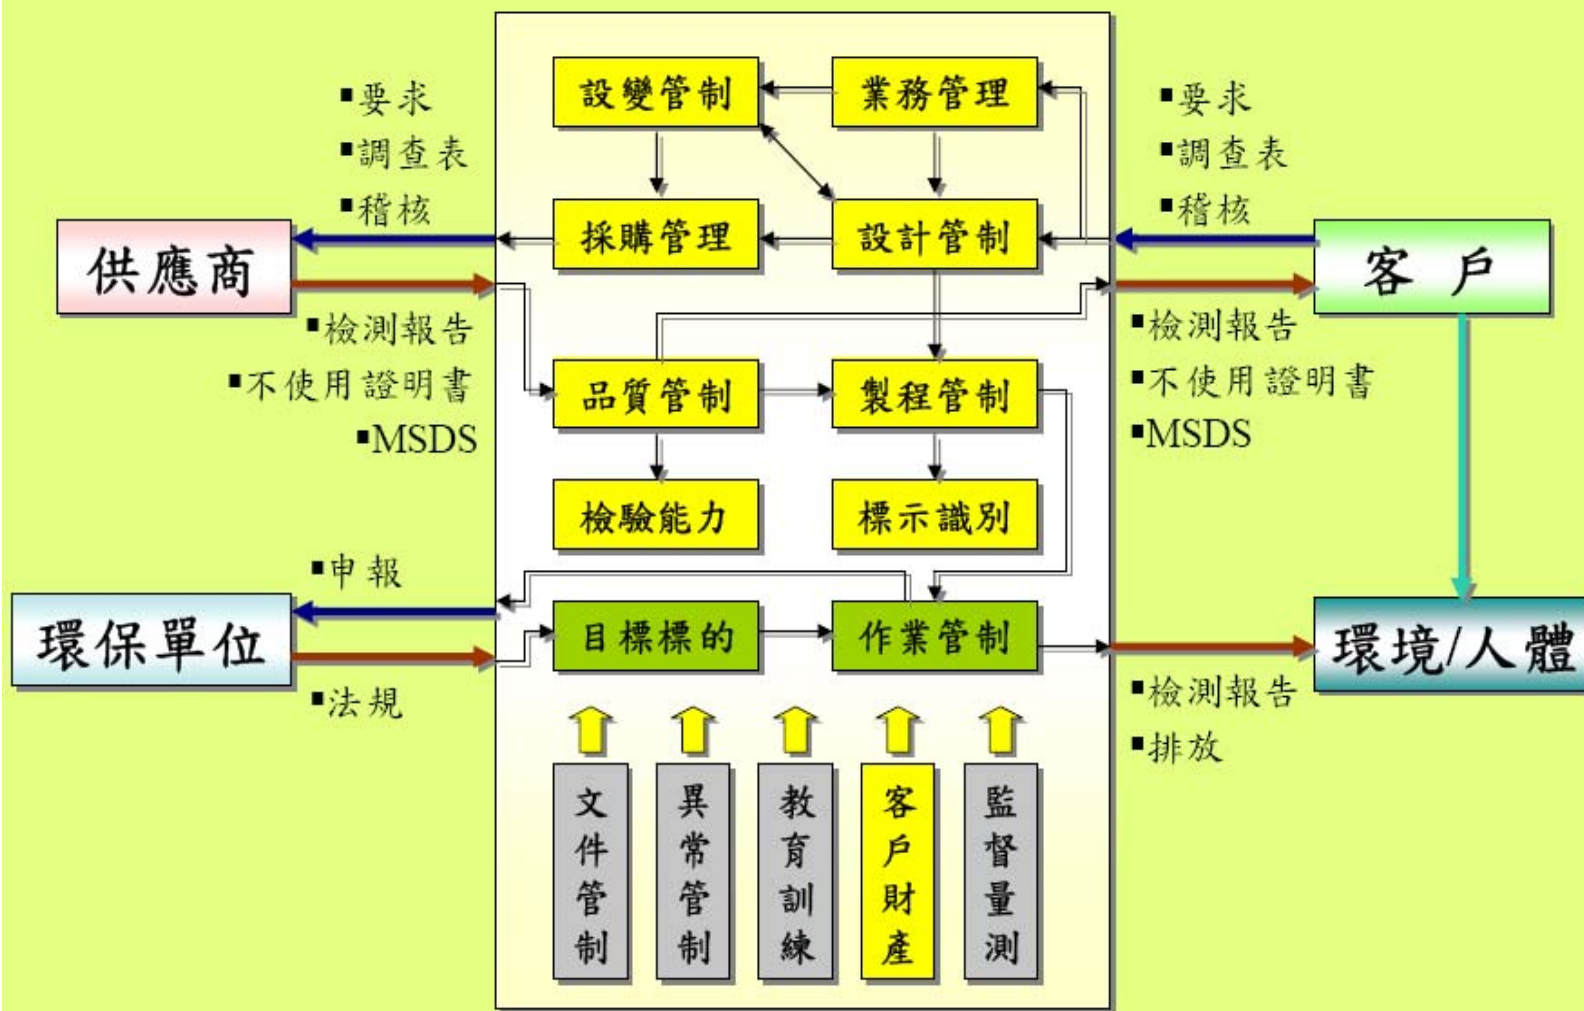 設變管制
業務管理
■要求
■調查表
■稽核
■要求
■調查表
■稽核
供應商
採購管理
設計管制
客戶
■檢測報告
■不使用證明書
■MSDS
品質管制
製程管制
■檢測報告
■不使用證明書
■MSDS
檢驗能力
標示識別
■申報
環保單位
目標標的
作業管制
環境/人體
■法規
■檢測報告
■排放
文件管制
異常管制
教育訓練
客戶財產
監督量測